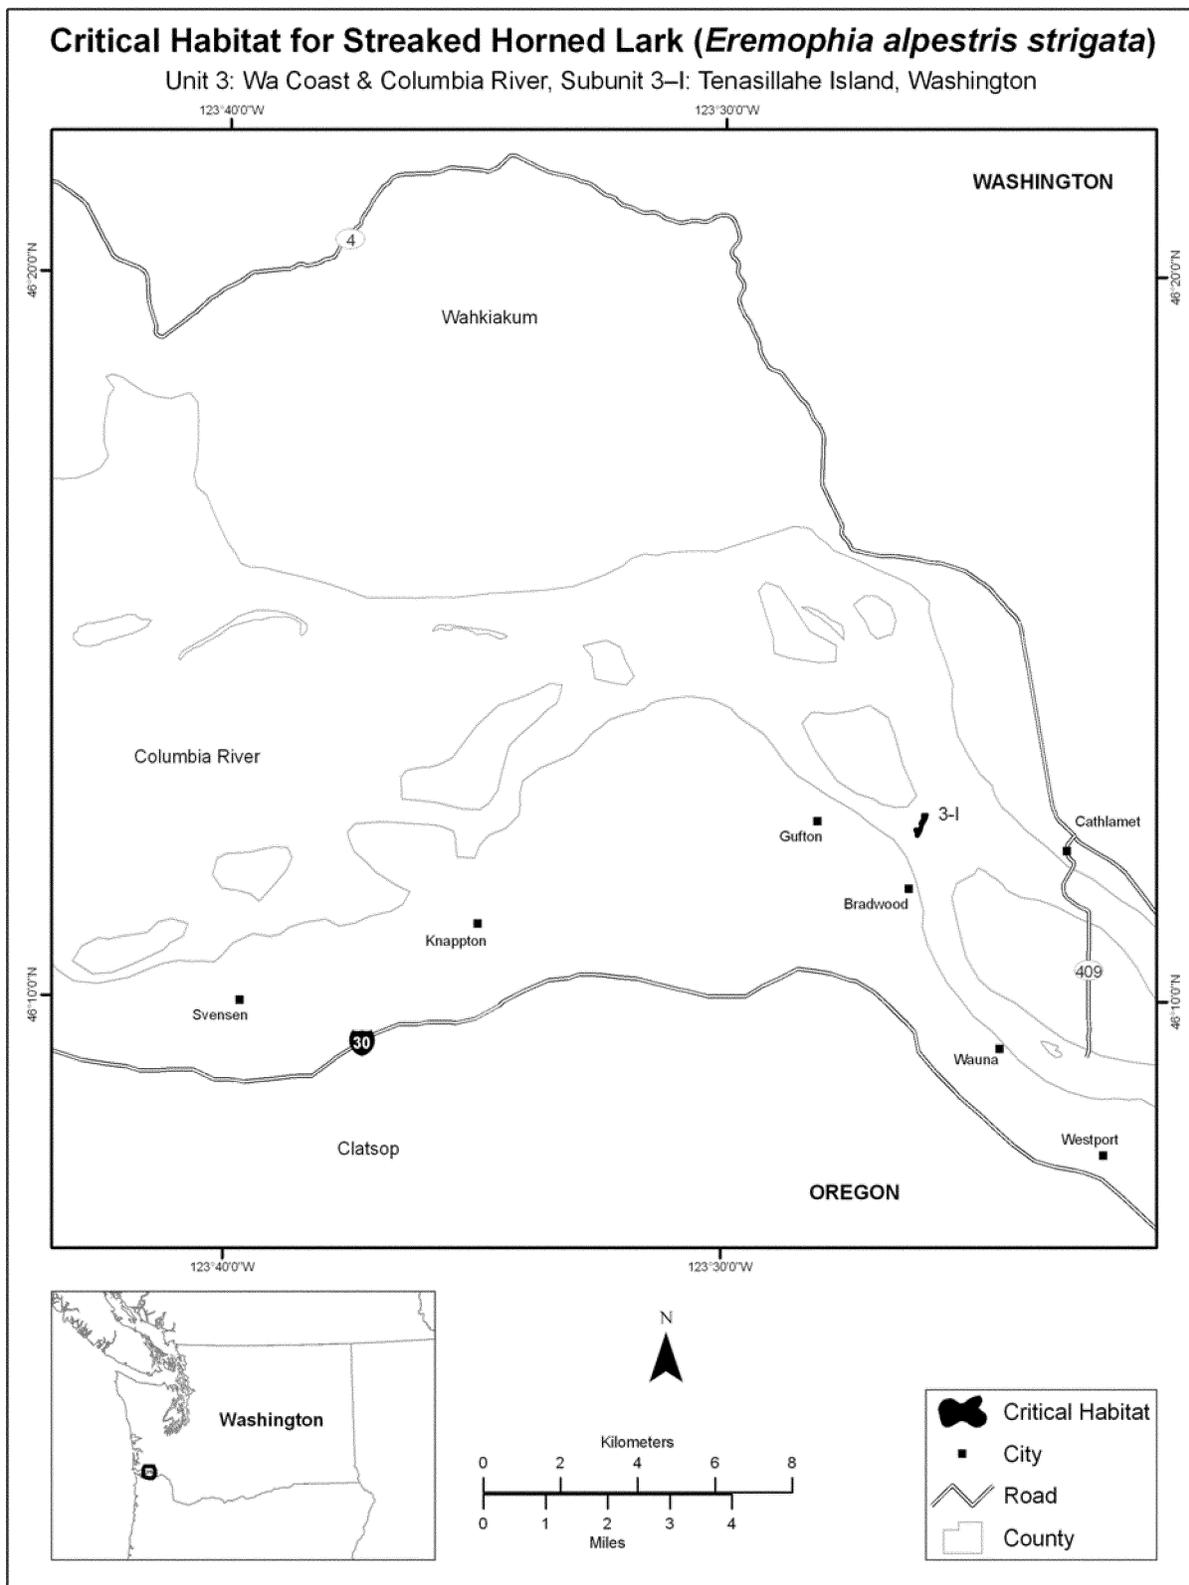 Critical Habitat for Streaked Horned Lark (Eremophia alpestris strigata)
Unit 3: Wa Coast & Columbia River, Subunit 3–I: Tenasillahe Island, Washington
123°40'0"W
123°30'0"W
WASHINGTON
46°20'0"N
46°20'0"N
4
Wahkiakum
Columbia River
3-I
Cathlamet
Gufton
Bradwood
Knappton
409
46°10'0"N
46°10'0"N
Svensen
30
Wauna
Westport
Clatsop
OREGON
123°40'0"W
123°30'0"W
Washington
N
Kilometers
0 2 4 6 8
0 1 2 3 4
Miles
Critical Habitat
City
Road
County